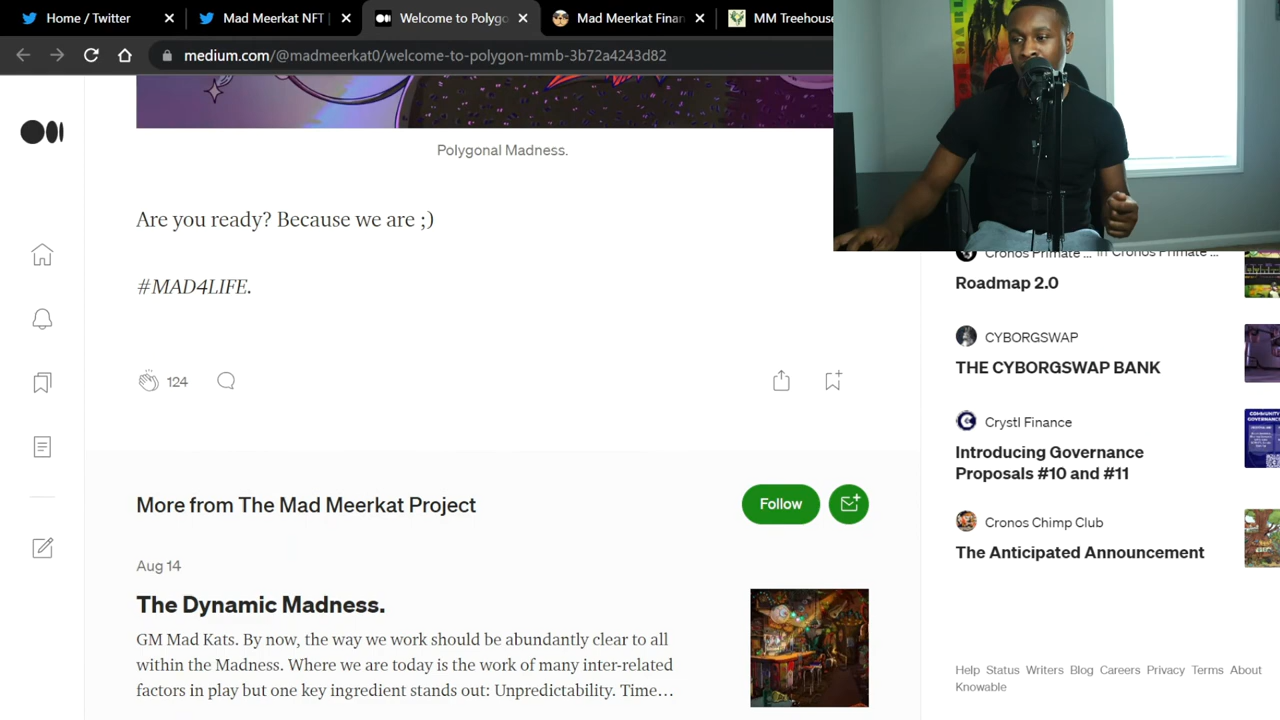 Home / Twitter
Mad Meerkat NFT |
Welcome to Polygo
Mad Meerkat Finan
MM Treehouse
medium.com/@madmeerkat0/welcome-to-polygon-mmb-3b72a4243d82
Polygonal Madness.
Are you ready? Because we are ;)
#MAD4LIFE.
124
More from The Mad Meerkat Project
Follow
Aug 14
The Dynamic Madness.
GM Mad Kats. By now, the way we work should be abundantly clear to all
within the Madness. Where we are today is the work of many inter-related
factors in play but one key ingredient stands out: Unpredictability. Time…
Cronos Primate ... in Cronos Primate ...
Roadmap 2.0
CYBORGSWAP
THE CYBORGSWAP BANK
Crystl Finance
Introducing Governance
Proposals #10 and #11
Cronos Chimp Club
The Anticipated Announcement
Help Status Writers Blog Careers Privacy Terms About
Knowable